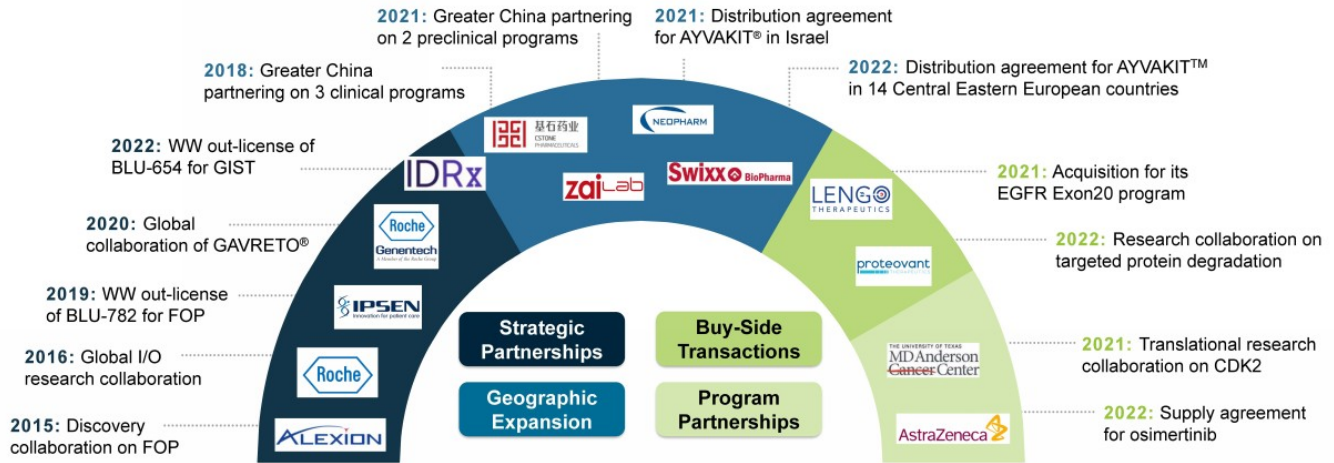 2021: Greater China partnering
on 2 preclinical programs
2021: Distribution agreement
for AYVAKIT® in Israel
2018: Greater China
partnering on 3 clinical programs
2022: Distribution agreement for AYVAKIT™
in 14 Central Eastern European countries
2022: WW out-license of
BLU-654 for GIST
2020: Global
collaboration of GAVRETO®
2019: WW out-license
of BLU-782 for FOP
2016: Global I/O
research collaboration
2015: Discovery
collaboration on FOP
ALEXION
Roche
IPSEN
Innovation for patient care
Roche
Genentech
A Member of the Roche Group
IDRx
基石药业
CSTONE
PHARMACEUTICALS
zaiLab
NEOPHARM
Swixx BioPharma
LENGO
THERAPEUTICS
proteovant
THERAPEUTICS
THE UNIVERSITY OF TEXAS
MD Anderson
Cancer Center
AstraZeneca
2021: Acquisition for its
EGFR Exon20 program
2022: Research collaboration on
targeted protein degradation
2021: Translational research
collaboration on CDK2
2022: Supply agreement
for osimertinib
Strategic
Partnerships
Buy-Side
Transactions
Geographic
Expansion
Program
Partnerships